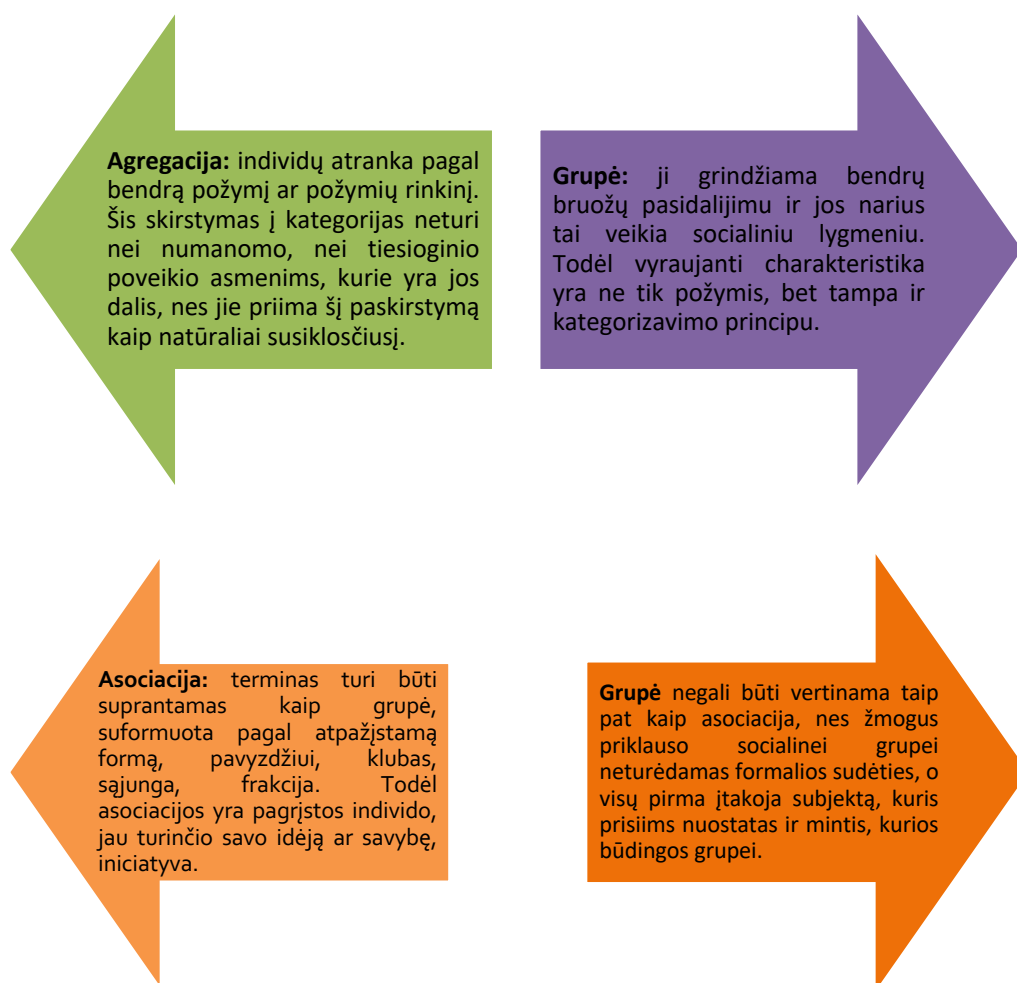 Agregacija: individų atranka pagal
bendrą požymį ar požymių rinkinį.
Šis skirstymas į kategorijas neturi
nei numanomo, nei tiesioginio
poveikio asmenims, kurie yra jos
dalis, nes jie priima šį paskirstymą
kaip natūraliai susiklosčiusį.
Grupė: ji grindžiama bendrų
bruožų pasidalijimu ir jos narius
tai veikia socialiniu lygmeniu.
Todėl vyraujanti charakteristika
yra ne tik požymis, bet tampa ir
kategorizavimo principu.
Asociacija: terminas turi būti
suprantamas kaip grupė,
suformuota pagal atpažįstamą
formą, pavyzdžiui, klubas,
sąjunga, frakcija. Todėl
asociacijos yra pagrįstos individo,
jau turinčio savo idėją ar savybę,
iniciatyva.
Grupė negali būti vertinama taip
pat kaip asociacija, nes žmogus
priklauso socialinei grupei
neturėdamas formalios sudėties, o
visų pirma įtakoja subjektą, kuris
prisiims nuostatas ir mintis, kurios
būdingos grupei.